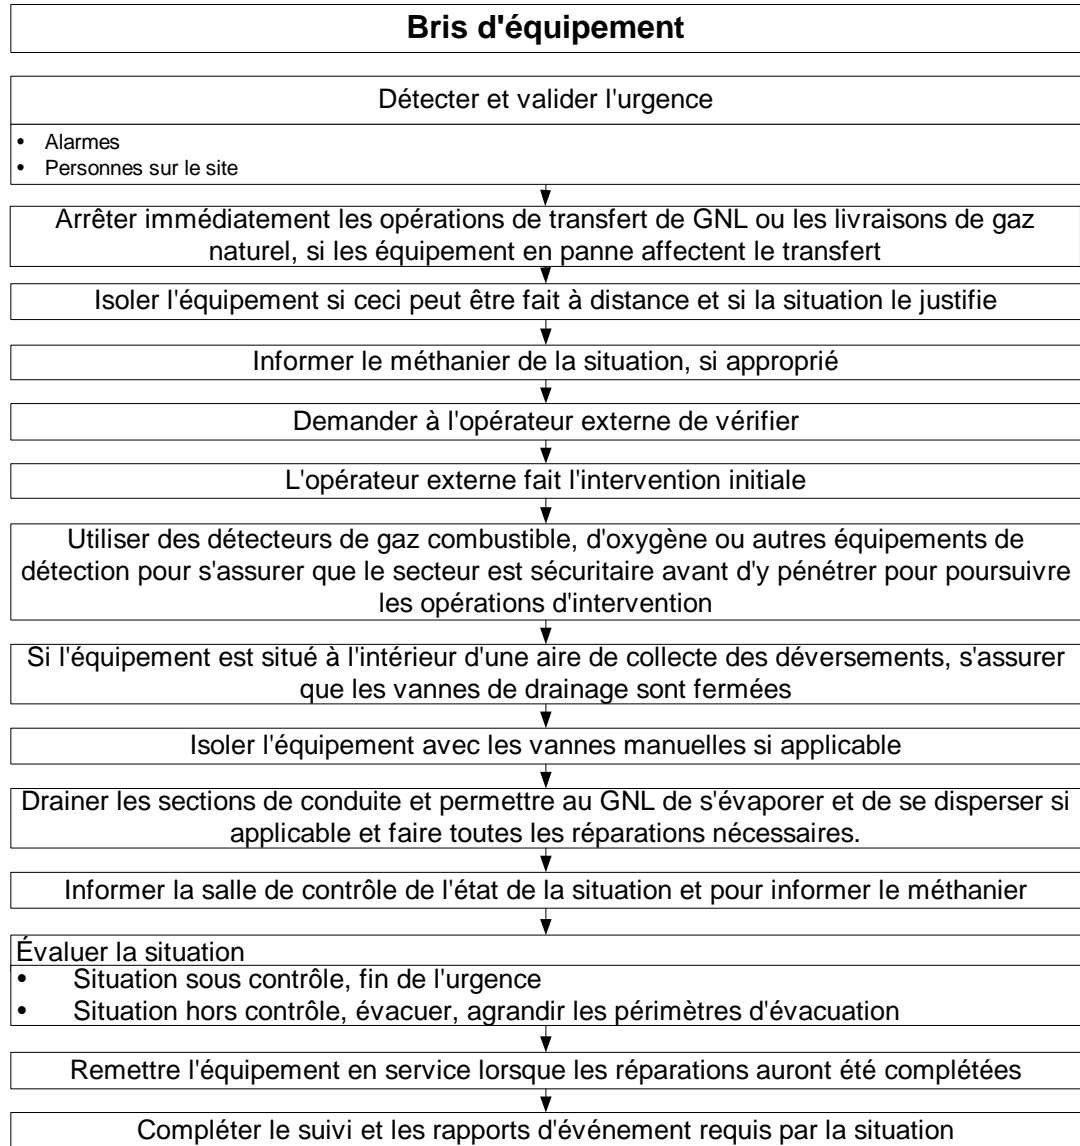 Bris d'équipement
Détecter et valider l'urgence
• Alarmes
• Personnes sur le site
Arrêter immédiatement les opérations de transfert de GNL ou les livraisons de gaz
naturel, si les équipement en panne affectent le transfert
Isoler l'équipement si ceci peut être fait à distance et si la situation le justifie
Informer le méthanier de la situation, si approprié
Demander à l'opérateur externe de vérifier
L'opérateur externe fait l'intervention initiale
Utiliser des détecteurs de gaz combustible, d'oxygène ou autres équipements de
détection pour s'assurer que le secteur est sécuritaire avant d'y pénétrer pour poursuivre
les opérations d'intervention
Si l'équipement est situé à l'intérieur d'une aire de collecte des déversements, s'assurer
que les vannes de drainage sont fermées
Isoler l'équipement avec les vannes manuelles si applicable
Drainer les sections de conduite et permettre au GNL de s'évaporer et de se disperser si
applicable et faire toutes les réparations nécessaires.
Informer la salle de contrôle de l'état de la situation et pour informer le méthanier
Évaluer la situation
• Situation sous contrôle, fin de l'urgence
• Situation hors contrôle, évacuer, agrandir les périmètres d'évacuation
Remettre l'équipement en service lorsque les réparations auront été complétées
Compléter le suivi et les rapports d'événement requis par la situation